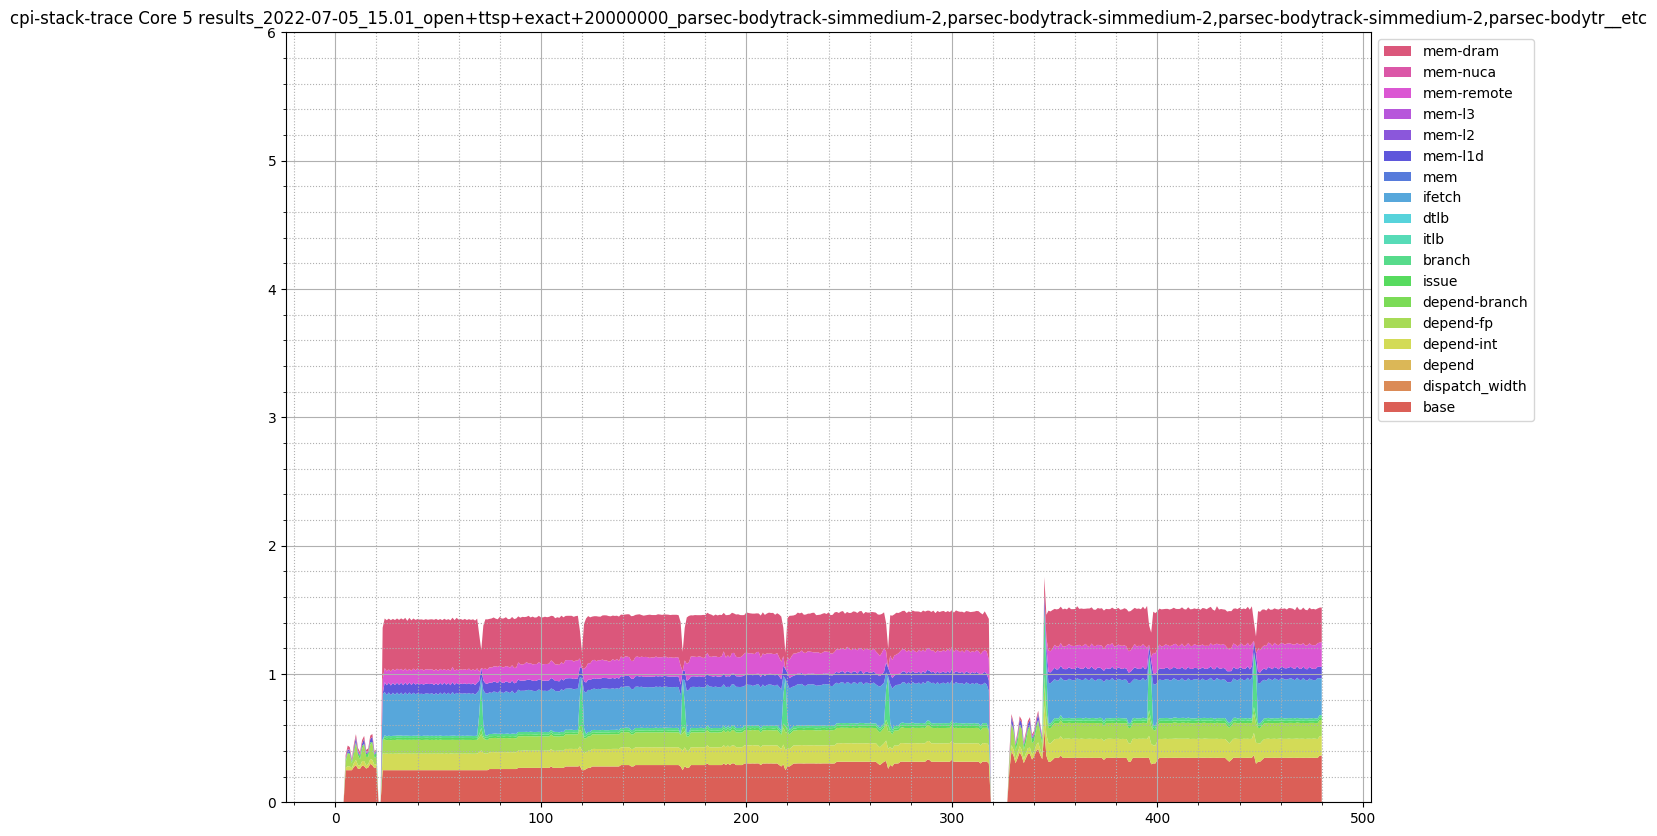 cpi-stack-trace Core 5 results_2022-07-05_15.01_open+ttsp+exact+20000000_parsec-bodytrack-simmedium-2,parsec-bodytrack-simmedium-2,parsec-bodytrack-simmedium-2,parsec-bodytr__etc
6
5
4
3
2
1
0
0 100 200 300 400 500
mem-dram
mem-nuca
mem-remote
mem-l3
mem-l2
mem-l1d
mem
ifetch
dtlb
itlb
branch
issue
depend-branch
depend-fp
depend-int
depend
dispatch_width
base